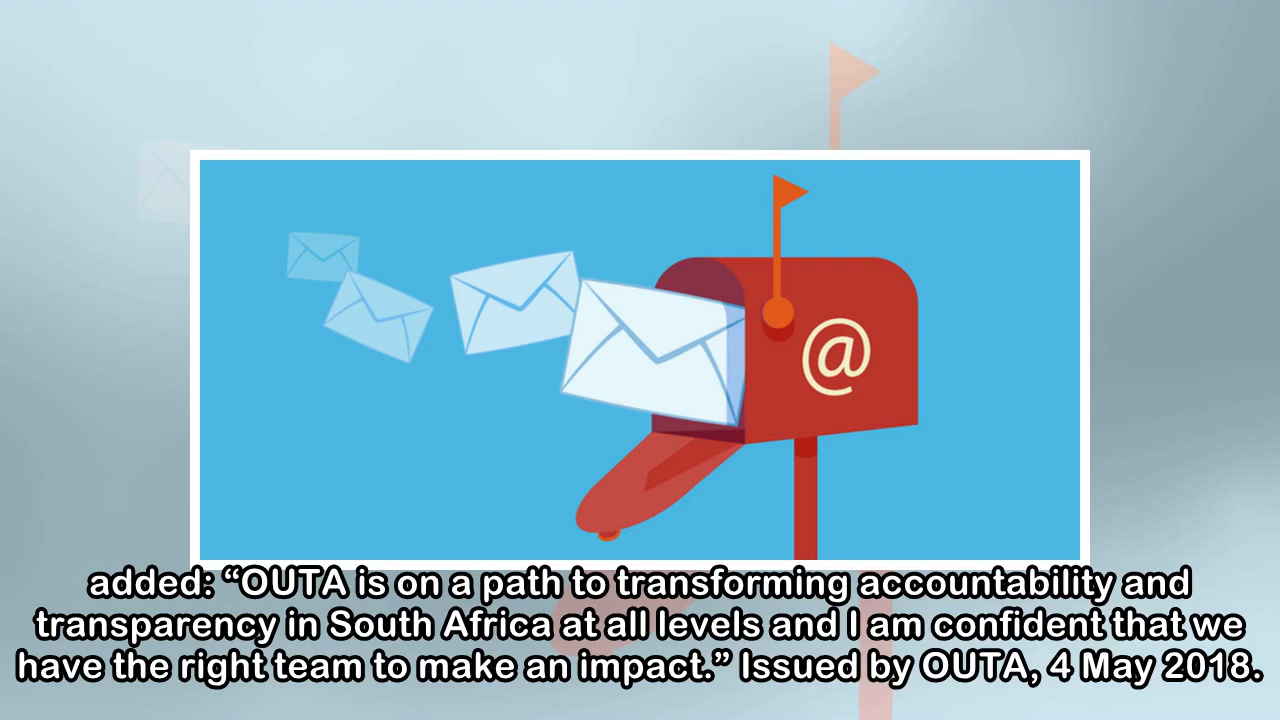 @
added: “OUTA is on a path to transforming accountability and
transparency in South Africa at all levels and I am confident that we
have the right team to make an impact.” Issued by OUTA, 4 May 2018.